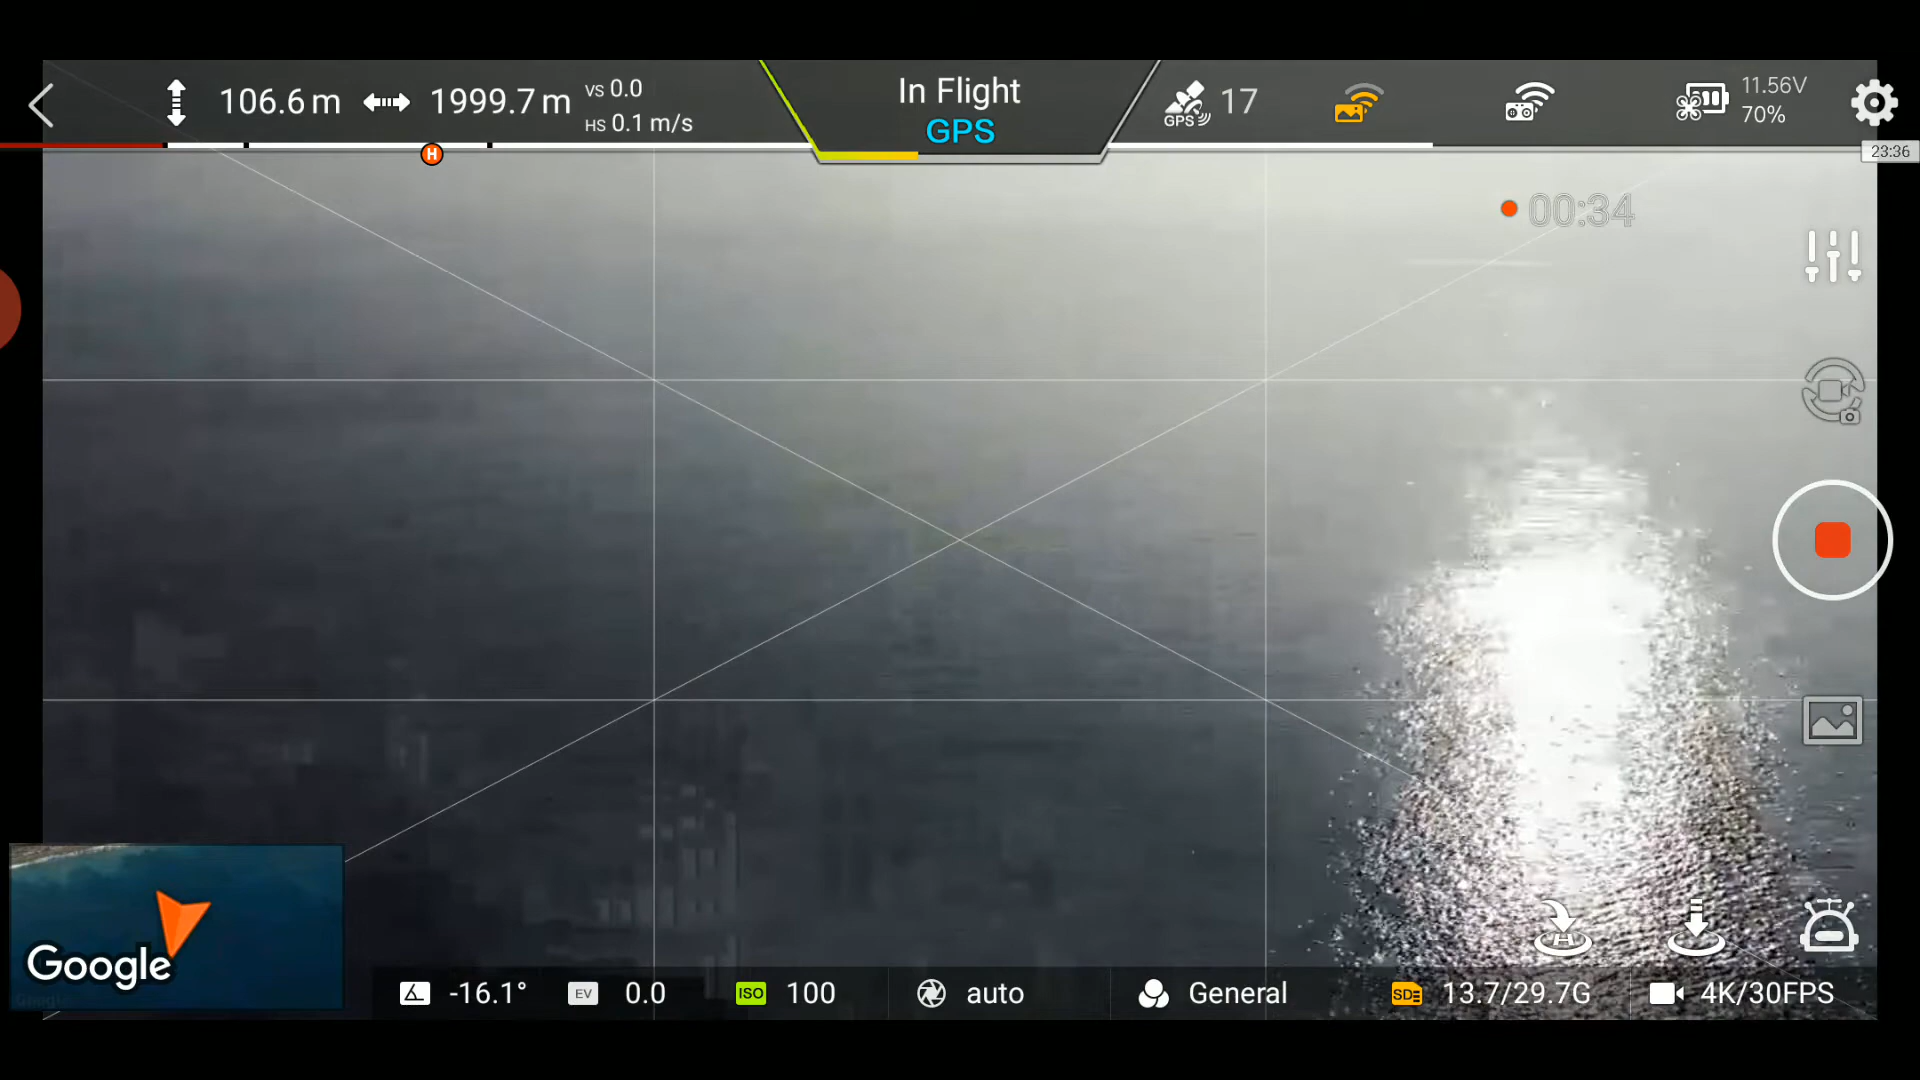 106.6 m
1999.7 m
VS 0.0
HS 0.1 m/s
In Flight
GPS
GPS
17
11.56V
70%
23:36
H
00:34
Google
-16.1°
EV
0.0
ISO
100
auto
General
SD
13.7/29.7G
4K/30FPS
H